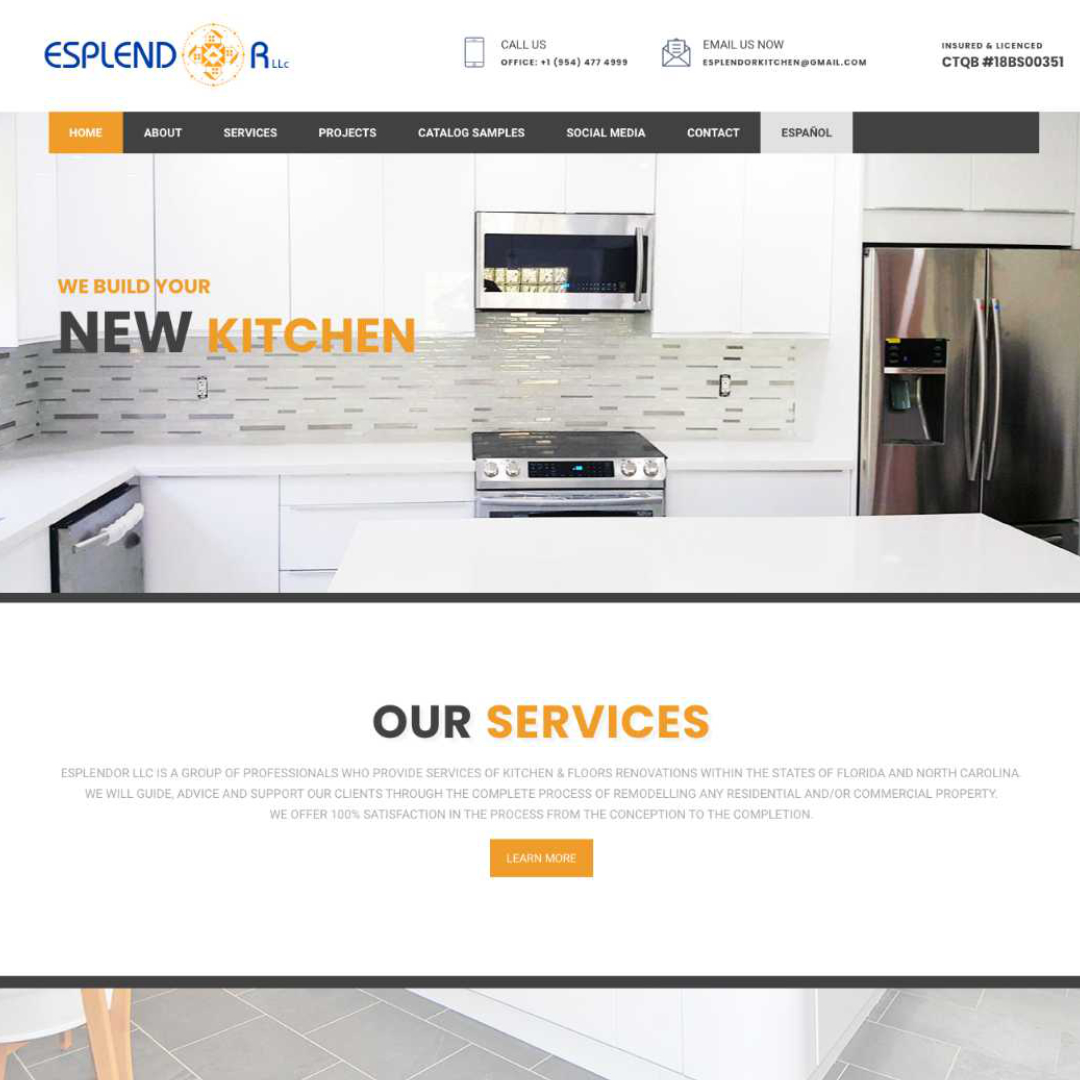 ESPLENDOR LLc
CALL US
OFFICE: +1 (954) 477 4999
EMAIL US NOW
ESPLENDORKITCHEN@GMAIL.COM
INSURED & LICENCED
CTQB #18BS00351
HOME ABOUT SERVICES PROJECTS CATALOG SAMPLES SOCIAL MEDIA CONTACT ESPAÑOL
WE BUILD YOUR
NEW KITCHEN
OUR SERVICES
ESPLENDOR LLC IS A GROUP OF PROFESSIONALS WHO PROVIDE SERVICES OF KITCHEN & FLOORS RENOVATIONS WITHIN THE STATES OF FLORIDA AND NORTH CAROLINA.
WE WILL GUIDE, ADVICE AND SUPPORT OUR CLIENTS THROUGH THE COMPLETE PROCESS OF REMODELLING ANY RESIDENTIAL AND/OR COMMERCIAL PROPERTY.
WE OFFER 100% SATISFACTION IN THE PROCESS FROM THE CONCEPTION TO THE COMPLETION.
LEARN MORE